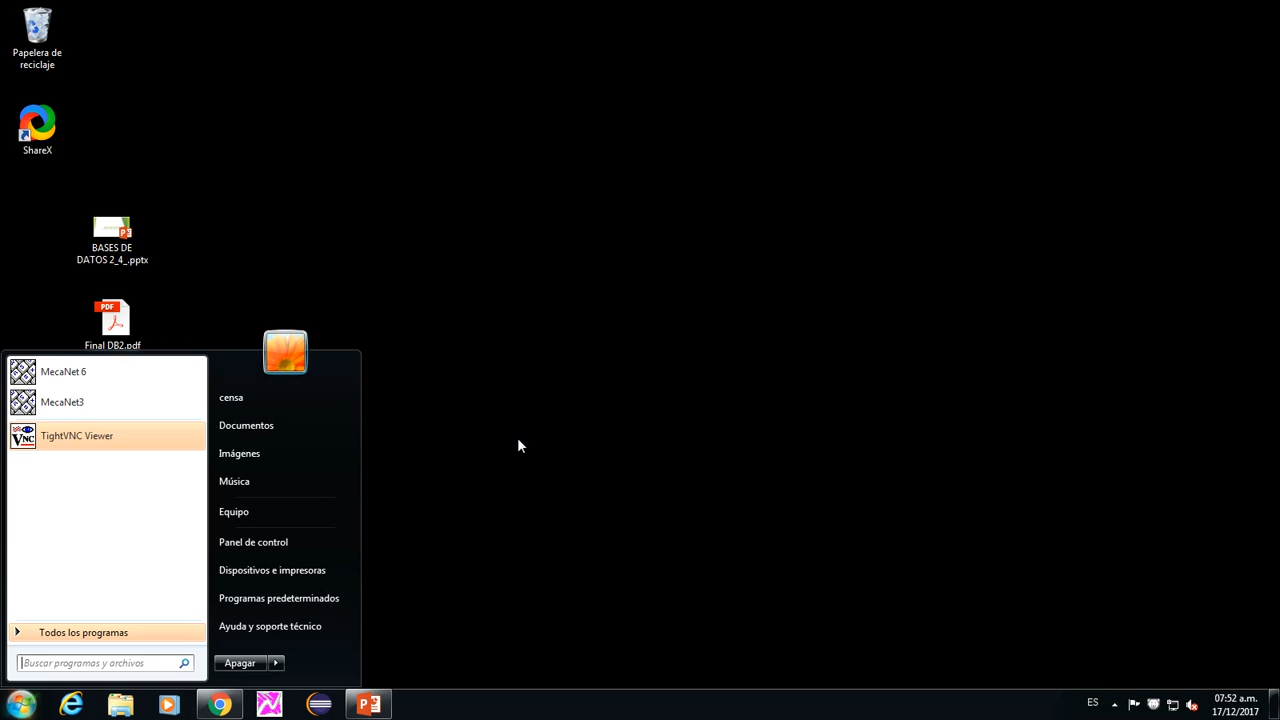 Papelera de
reciclaje
ShareX
BASES DE
DATOS 2_4_.pptx
PDF
Final DB2.pdf
MecaNet 6
MecaNet3
VNC
TightVNC Viewer
Todos los programas
Buscar programas y archivos
censa
Documentos
Imágenes
Música
Equipo
Panel de control
Dispositivos e impresoras
Programas predeterminados
Ayuda y soporte técnico
Apagar
ES
07:52 a.m.
17/12/2017